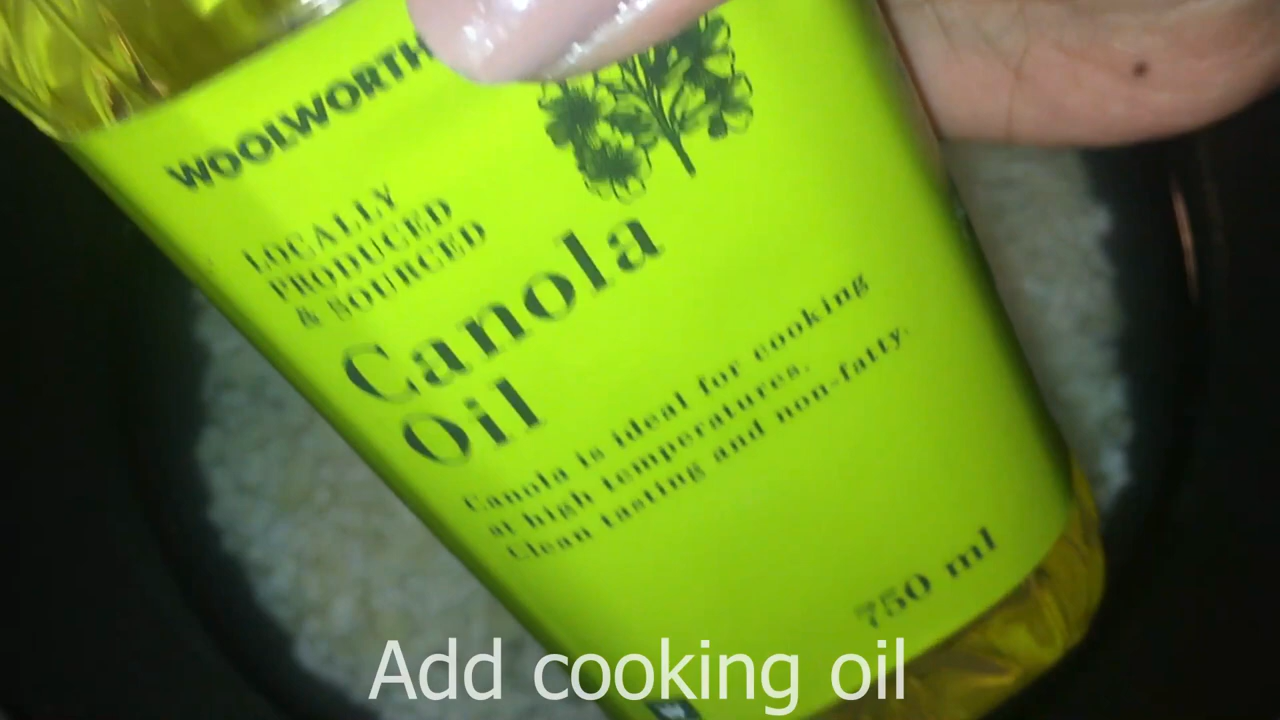 WOOLWORTH
LOCALLY
PRODUCED
& SOURCED
Canola
Oil
Canola is ideal for cooking
at high temperatures.
Clean tasting and non-fatty.
750 ml
Add cooking oil